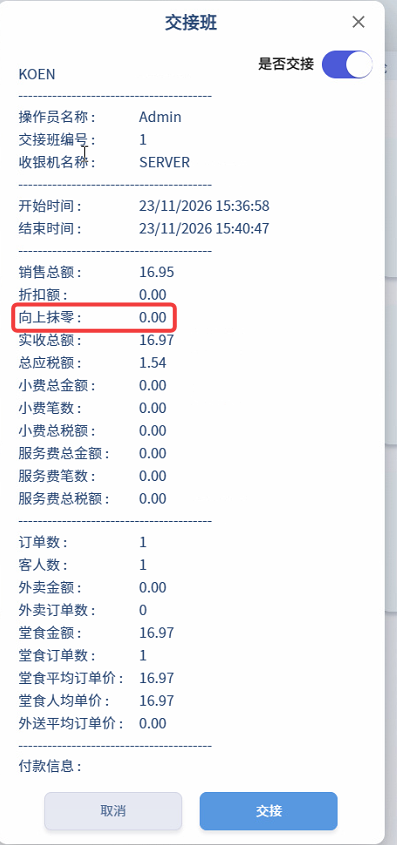 交接班
是否交接
KOEN
----------------------------------------
操作员名称： Admin
交接班编号： 1
收银机名称： SERVER
----------------------------------------
开始时间： 23/11/2026 15:36:58
结束时间： 23/11/2026 15:40:47
----------------------------------------
销售总额： 16.95
折扣额： 0.00
向上抹零： 0.00
实收总额： 16.97
总应税额： 1.54
小费总金额： 0.00
小费笔数： 0.00
小费总税额： 0.00
服务费总金额： 0.00
服务费笔数： 0.00
服务费总税额： 0.00
----------------------------------------
订单数： 1
客人数： 1
外卖金额： 0.00
外卖订单数： 0
堂食金额： 16.97
堂食订单数： 1
堂食平均订单价： 16.97
堂食人均单价： 16.97
外送平均订单价： 0.00
----------------------------------------
付款信息：
取消 交接